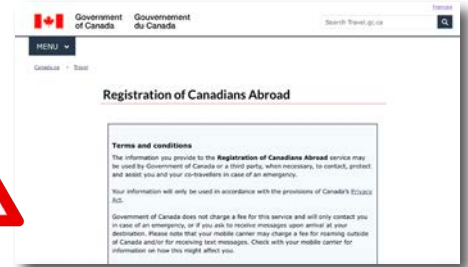 Français
Government Gouvernement
of Canada du Canada
Search Travel.gc.ca
MENU
Canada.ca Travel
Registration of Canadians Abroad
Terms and conditions
The information you provide to the Registration of Canadians Abroad service may
be used by Government of Canada or a third party, when necessary, to contact, protect
and assist you and your co-travellers in case of an emergency.
Your information will only be used in accordance with the provisions of Canada's Privacy
Act.
Government of Canada does not charge a fee for this service and will only contact you
in case of an emergency, or if you ask to receive messages upon arrival at your
destination. Please note that your mobile carrier may charge a fee for roaming outside
of Canada and/or for receiving text messages. Check with your mobile carrier for
information on how this might affect you.